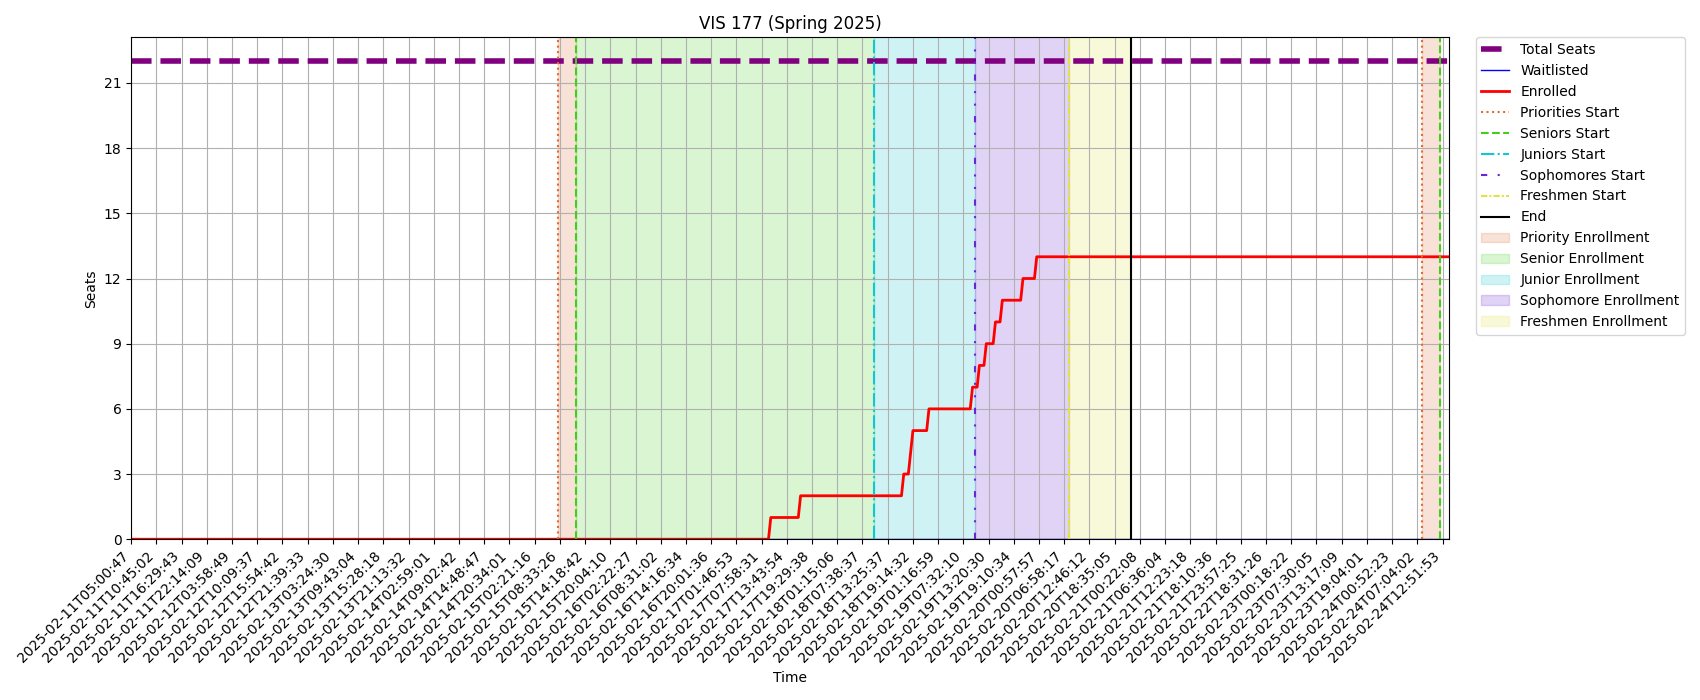 VIS 177 (Spring 2025)
Seats
21
18
15
12
9
6
3
0
2025-02-11T05:00:47
2025-02-11T10:45:02
2025-02-11T16:29:43
2025-02-11T22:14:09
2025-02-12T03:58:49
2025-02-12T10:09:37
2025-02-12T15:54:42
2025-02-12T21:39:33
2025-02-13T03:24:30
2025-02-13T09:43:04
2025-02-13T15:28:18
2025-02-13T21:13:32
2025-02-14T02:59:01
2025-02-14T09:02:42
2025-02-14T14:48:47
2025-02-14T20:34:01
2025-02-15T02:21:16
2025-02-15T08:33:26
2025-02-15T14:18:42
2025-02-15T20:04:10
2025-02-16T02:22:27
2025-02-16T08:31:02
2025-02-16T14:16:34
2025-02-16T20:01:36
2025-02-17T01:46:53
2025-02-17T07:58:31
2025-02-17T13:43:54
2025-02-17T19:29:38
2025-02-18T01:15:06
2025-02-18T07:38:37
2025-02-18T13:25:37
2025-02-18T19:14:32
2025-02-19T01:16:59
2025-02-19T07:32:10
2025-02-19T13:20:30
2025-02-19T19:10:34
2025-02-20T00:57:57
2025-02-20T06:58:17
2025-02-20T12:46:12
2025-02-20T18:35:05
2025-02-21T00:22:08
2025-02-21T06:36:04
2025-02-21T12:23:18
2025-02-21T18:10:36
2025-02-21T23:57:25
2025-02-22T18:31:26
2025-02-23T00:18:22
2025-02-23T07:30:05
2025-02-23T13:17:09
2025-02-23T19:04:01
2025-02-24T00:52:23
2025-02-24T07:04:02
2025-02-24T12:51:53
Time
Total Seats
Waitlisted
Enrolled
Priorities Start
Seniors Start
Juniors Start
Sophomores Start
Freshmen Start
End
Priority Enrollment
Senior Enrollment
Junior Enrollment
Sophomore Enrollment
Freshmen Enrollment